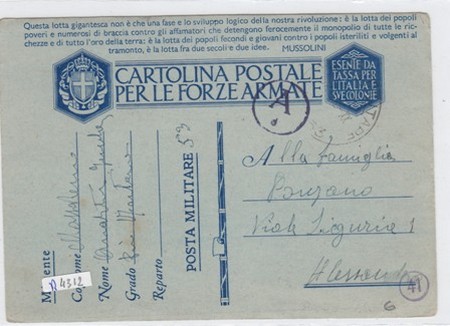 Questa lotta gigantesca non è che una fase e lo sviluppo logico della nostra rivoluzione: è la lotta dei popoli
poveri e numerosi di braccia contro gli affamatori che detengono ferocemente il monopolio di tutte le ric-
chezze e di tutto l'oro della terra: è la lotta dei popoli fecondi e giovani contro i popoli isteriliti e volgenti al
tramonto, è la lotta fra due secoli e due idee. MUSSOLINI
CARTOLINA POSTALE
PER LE FORZE ARMATE
ESENTE DA
TASSA PER
L'ITALIA E
SVE COLONIE
A
P
Alla famiglia
Viale Liguria 1
POSTA MILITARE 53
Nome
Grado
Reparto
4312
41
6